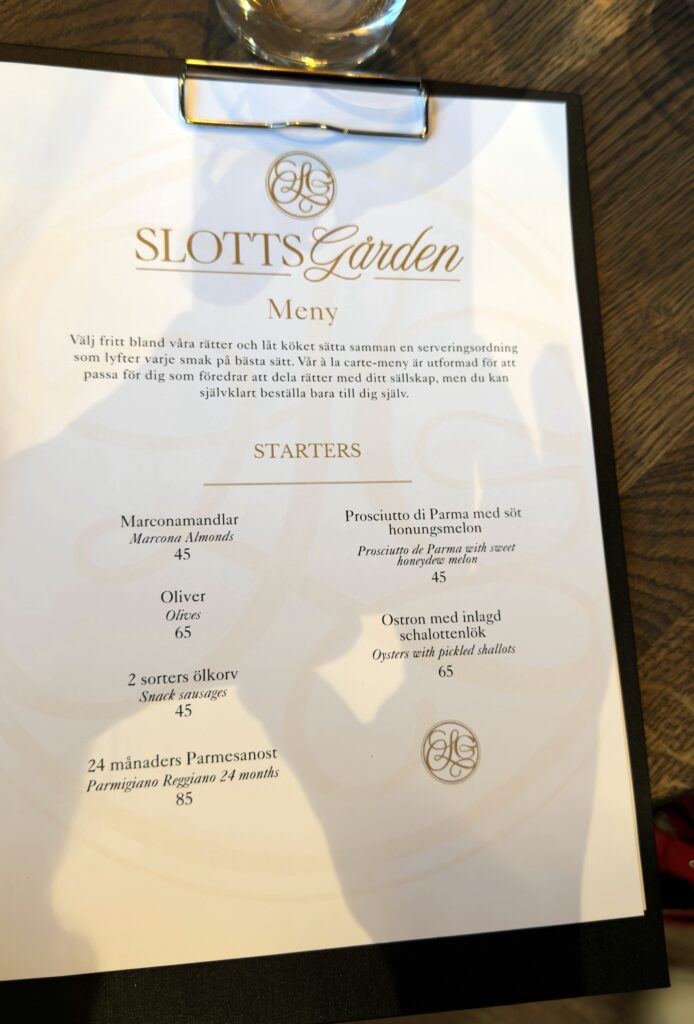 SLOTTSGården
Meny
Välj fritt bland våra rätter och låt köket sätta samman en serveringsordning
som lyfter varje smak på bästa sätt. Vår à la carte-meny är utformad för att
passa för dig som föredrar att dela rätter med ditt sällskap, men du kan
självklart beställa bara till dig själv.
STARTERS
Marconamandlar
Marcona Almonds
45
Oliver
Olives
65
2 sorters ölkorv
Snack sausages
45
24 månaders Parmesanost
Parmigiano Reggiano 24 months
85
Prosciutto di Parma med söt
honungsmelon
Prosciutto de Parma with sweet
honeydew melon
45
Ostron med inlagd
schalottenlök
Oysters with pickled shallots
65